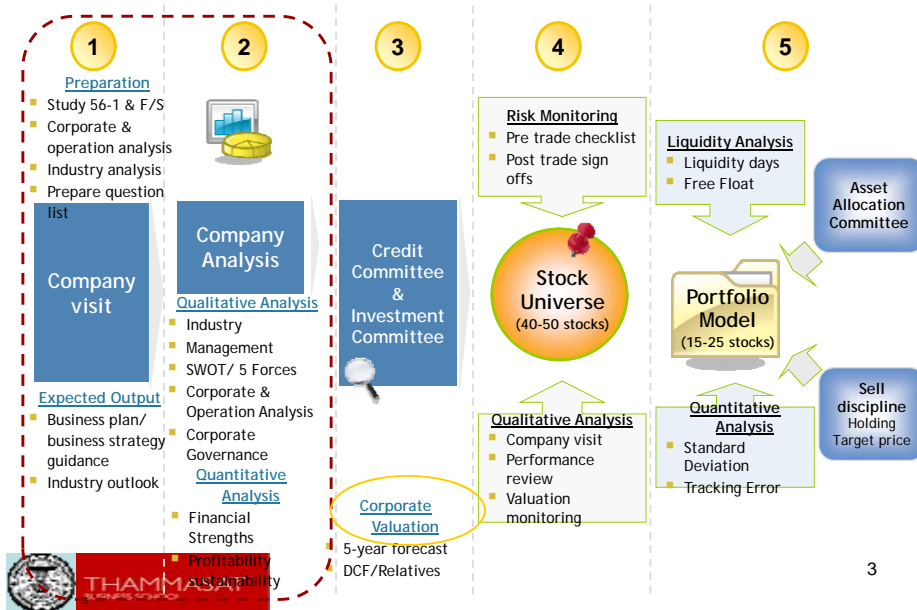 1
2
3
4
5
Preparation
Study 56-1 & F/S
Corporate &
operation analysis
Industry analysis
Prepare question
list
Company
visit
Expected Output
Business plan/
business strategy
guidance
Industry outlook
Company
Analysis
Qualitative Analysis
Industry
Management
SWOT/ 5 Forces
Corporate &
Operation Analysis
Corporate
Governance
Quantitative
Analysis
Financial
Strengths
Profitability
sustainability
Credit
Committee
&
Investment
Committee
Corporate
Valuation
5-year forecast
DCF/Relatives
Risk Monitoring
Pre trade checklist
Post trade sign
offs
Stock
Universe
(40-50 stocks)
Qualitative Analysis
Company visit
Performance
review
Valuation
monitoring
Liquidity Analysis
Liquidity days
Free Float
Asset
Allocation
Committee
Portfolio
Model
(15-25 stocks)
Sell
discipline
Holding
Target price
Quantitative
Analysis
Standard
Deviation
Tracking Error
THAMMASAT
BUSINESS SCHOOL
3